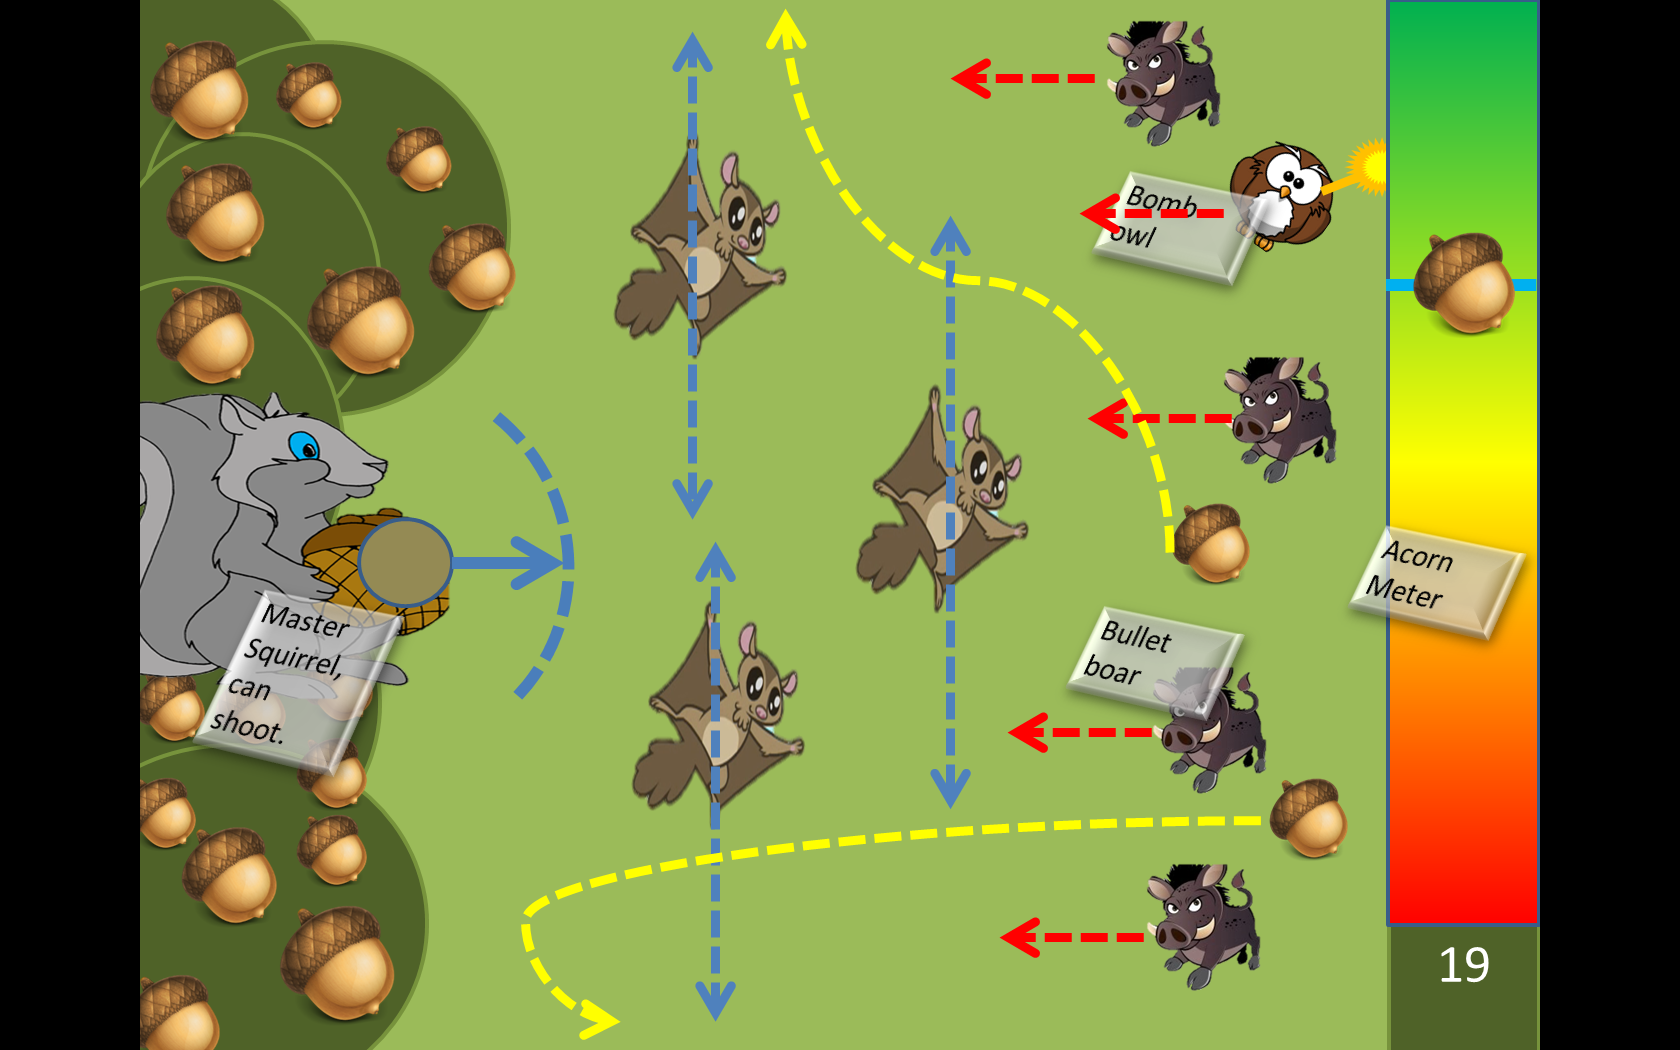 Bomb
owl
Acorn
Meter
Master
Squirrel,
can
shoot.
Bullet
boar
19